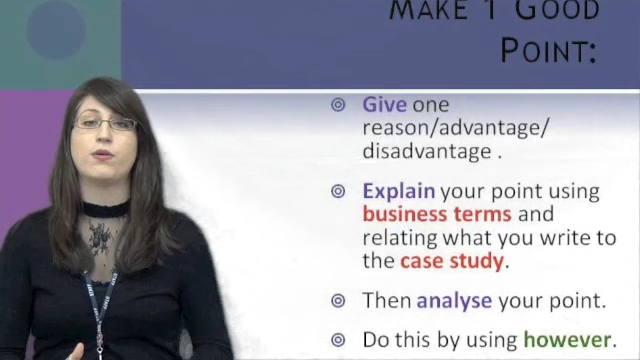 MAKE 1 GOOD
POINT:
Give one
reason/advantage/
disadvantage .
Explain your point using
business terms and
relating what you write to
the case study.
Then analyse your point.
Do this by using however.